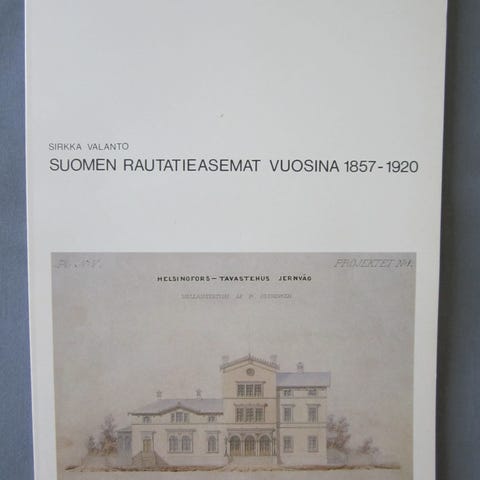 SIRKKA VALANTO
SUOMEN RAUTATIEASEMAT VUOSINA 1857-1920
PROJEKTET No 1.
HELSINGFORS-TAVASTEHUS JERNVÄG